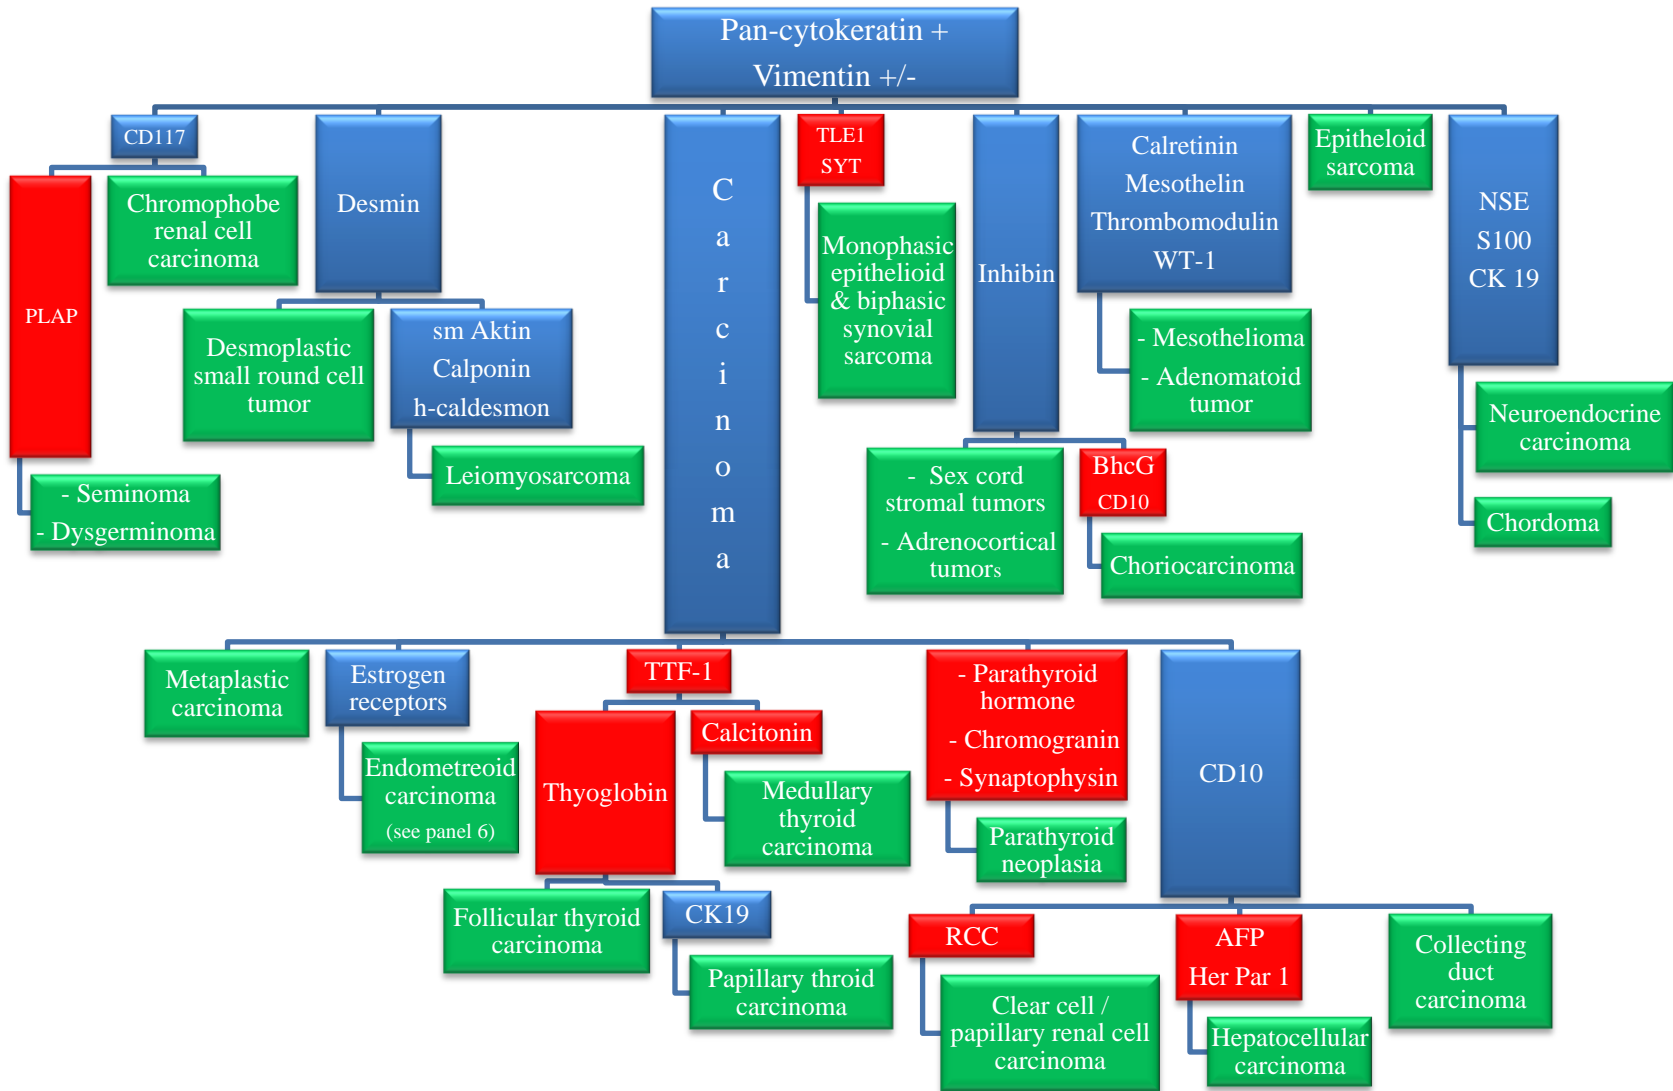 Pan-cytokeratin +
Vimentin +/-
CD117
PLAP
Chromophobe
renal cell
carcinoma
- Seminoma
- Dysgerminoma
Desmin
Desmoplastic
small round cell
tumor
sm Aktin
Calponin
h-caldesmon
Leiomyosarcoma
C
a
r
c
i
n
o
m
a
TLE1
SYT
Monophasic
epithelioid
& biphasic
synovial
sarcoma
Inhibin
- Sex cord
stromal tumors
- Adrenocortical
tumors
BhcG
CD10
Choriocarcinoma
Calretinin
Mesothelin
Thrombomodulin
WT-1
- Mesothelioma
- Adenomatoid
tumor
Epitheloid
sarcoma
NSE
S100
CK 19
Neuroendocrine
carcinoma
Chordoma
Metaplastic
carcinoma
Estrogen
receptors
Endometreoid
carcinoma
(see panel 6)
TTF-1
Thyoglobin
Calcitonin
Medullary
thyroid
carcinoma
Follicular thyroid
carcinoma
CK19
Papillary throid
carcinoma
- Parathyroid
hormone
- Chromogranin
- Synaptophysin
Parathyroid
neoplasia
CD10
RCC
Clear cell /
papillary renal cell
carcinoma
AFP
Her Par 1
Hepatocellular
carcinoma
Collecting
duct
carcinoma